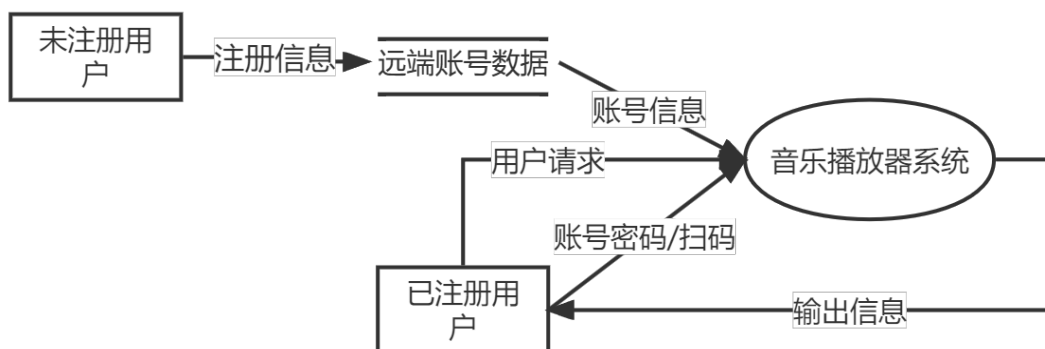 未注册用
户
注册信息
远端账号数据
账号信息
用户请求
音乐播放器系统
账号密码/扫码
已注册用
户
输出信息